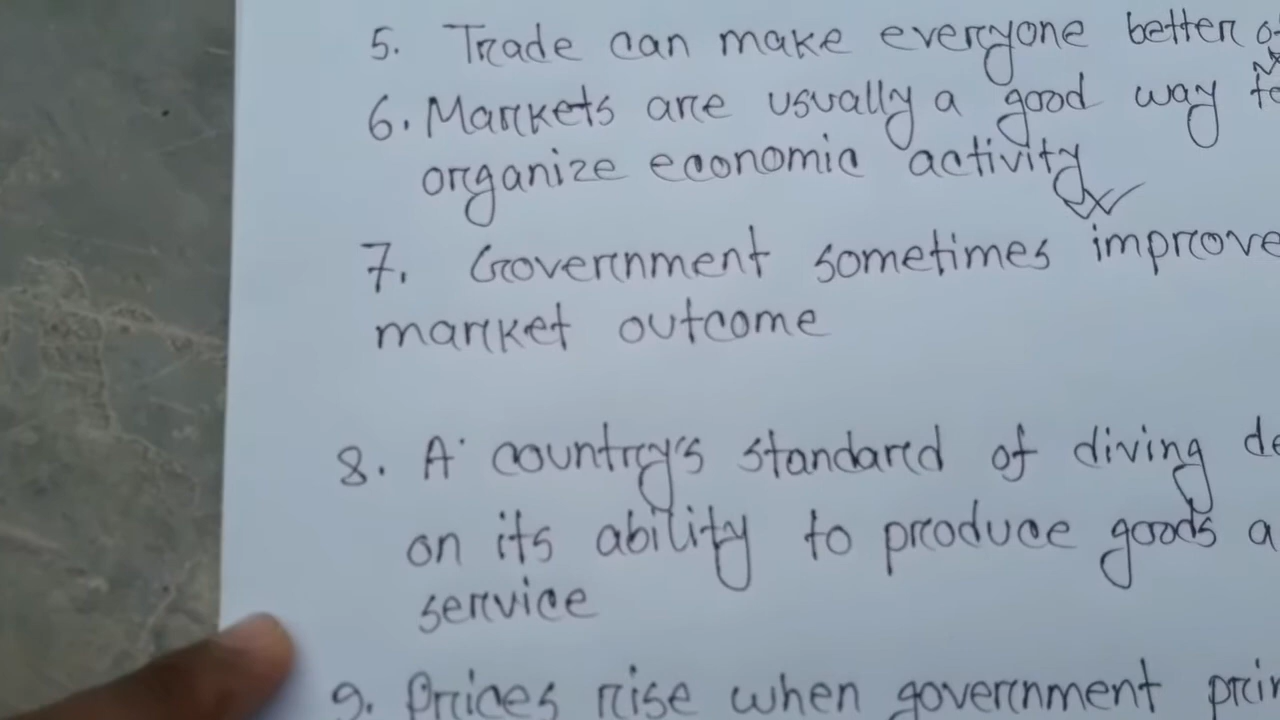 5. Trade can make everyone better
6. Markets are usually a good way
organize economic activity
7. Government sometimes improve
market outcome
8. A country's standard of diving
on its ability to produce goods
service
9. Prices rise when government